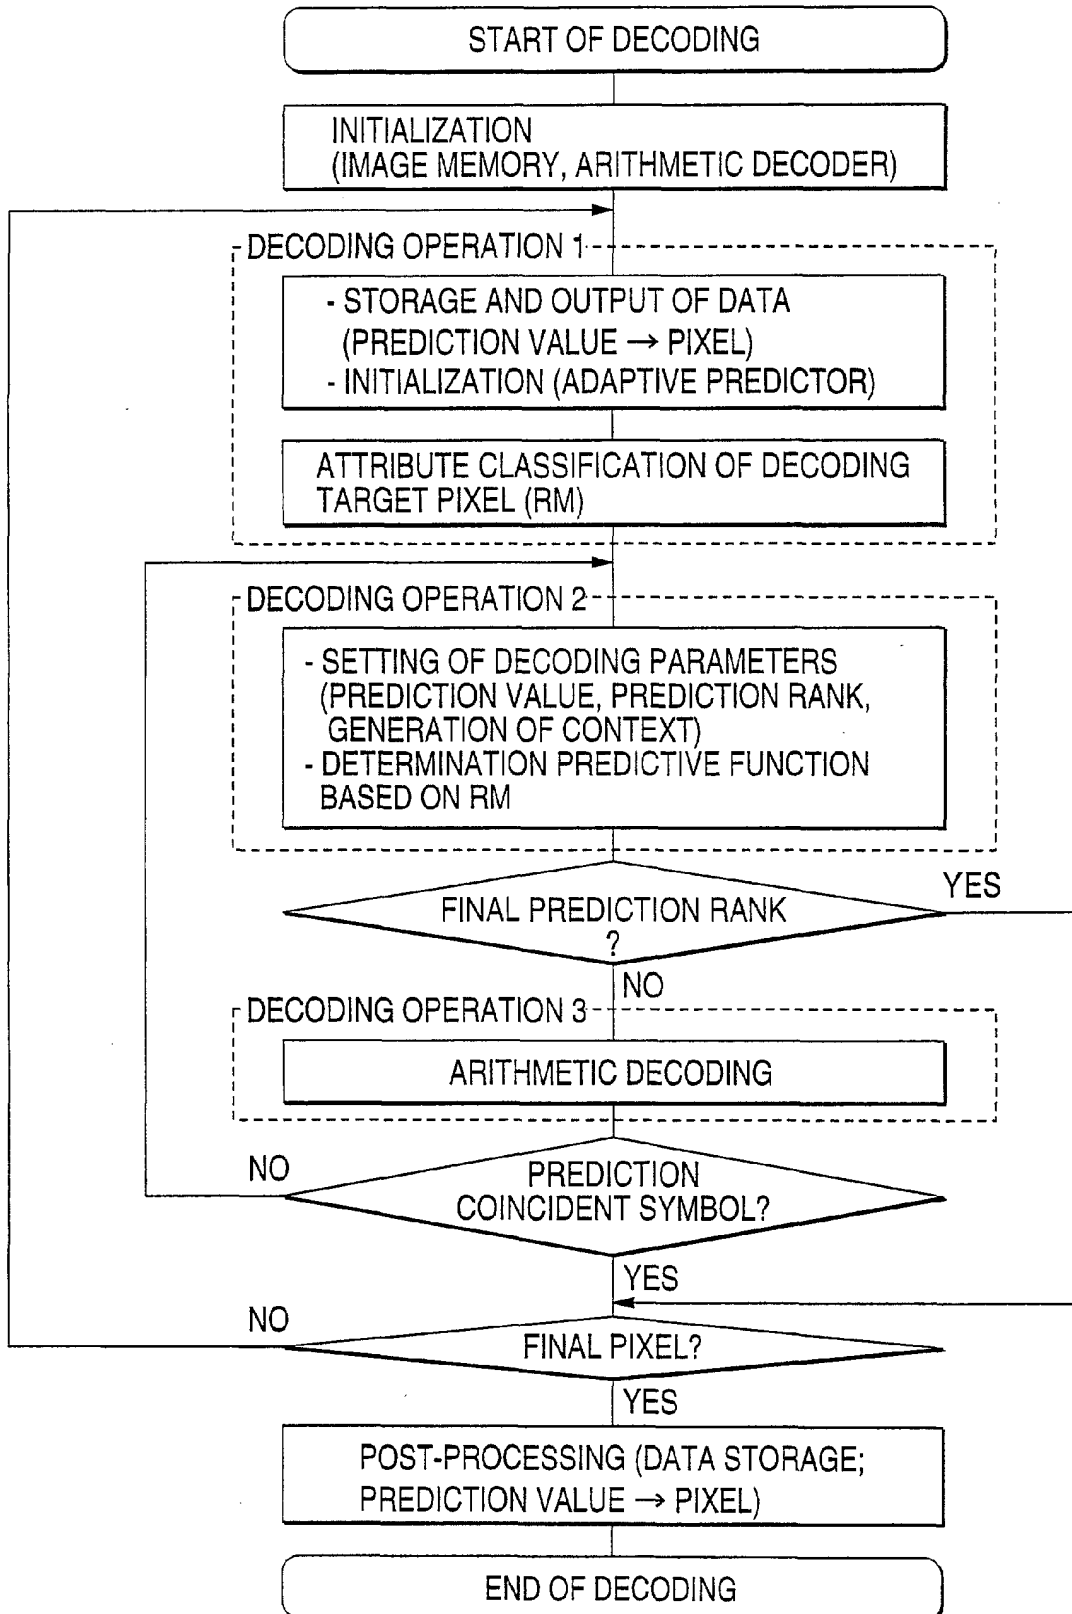 START OF DECODING
INITIALIZATION
(IMAGE MEMORY, ARITHMETIC DECODER)
DECODING OPERATION 1
- STORAGE AND OUTPUT OF DATA
(PREDICTION VALUE → PIXEL)
- INITIALIZATION (ADAPTIVE PREDICTOR)
ATTRIBUTE CLASSIFICATION OF DECODING
TARGET PIXEL (RM)
DECODING OPERATION 2
- SETTING OF DECODING PARAMETERS
(PREDICTION VALUE, PREDICTION RANK,
GENERATION OF CONTEXT)
- DETERMINATION PREDICTIVE FUNCTION
BASED ON RM
YES
FINAL PREDICTION RANK
?
NO
DECODING OPERATION 3
ARITHMETIC DECODING
NO
PREDICTION
COINCIDENT SYMBOL?
YES
NO
FINAL PIXEL?
YES
POST-PROCESSING (DATA STORAGE;
PREDICTION VALUE → PIXEL)
END OF DECODING